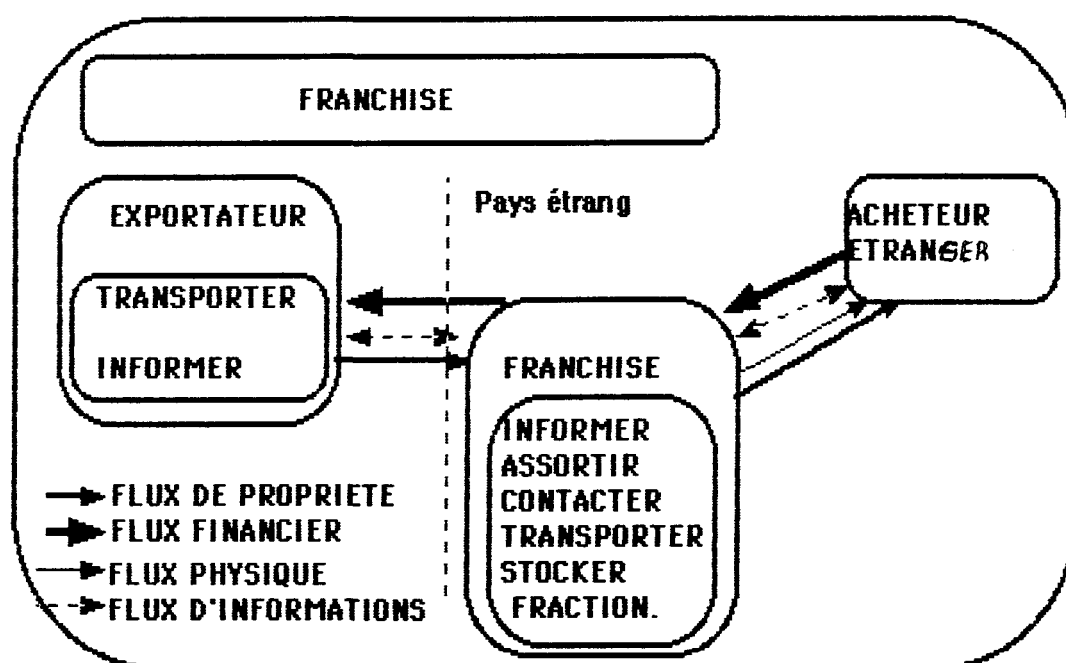 FRANCHISE
EXPORTATEUR
TRANSPORTER
INFORMER
Pays étrang
ACHETEUR
ETRANGER
FRANCHISE
INFORMER
ASSORTIR
CONTACTER
TRANSPORTER
STOCKER
FRACTION.
FLUX DE PROPRIETE
FLUX FINANCIER
FLUX PHYSIQUE
FLUX D'INFORMATIONS